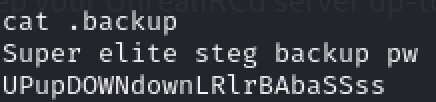 cat .backup
Super elite steg backup pw
UPupDOWNdownLRlrBAbaSSss